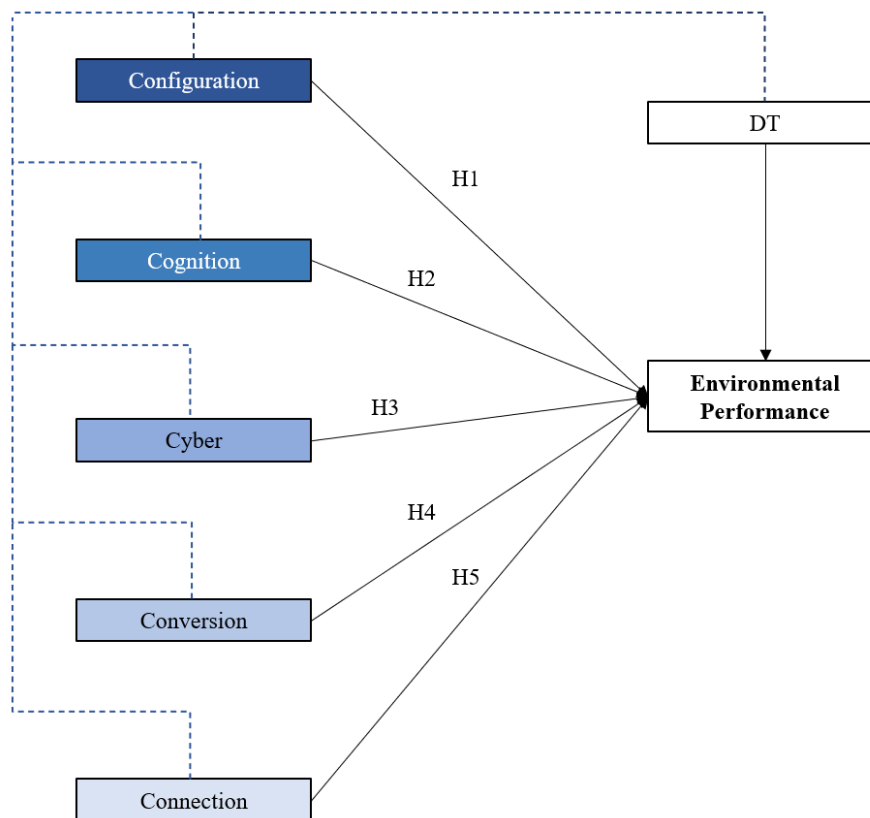 Configuration
DT
H1
Cognition
H2
Environmental
Performance
H3
Cyber
H4
H5
Conversion
Connection